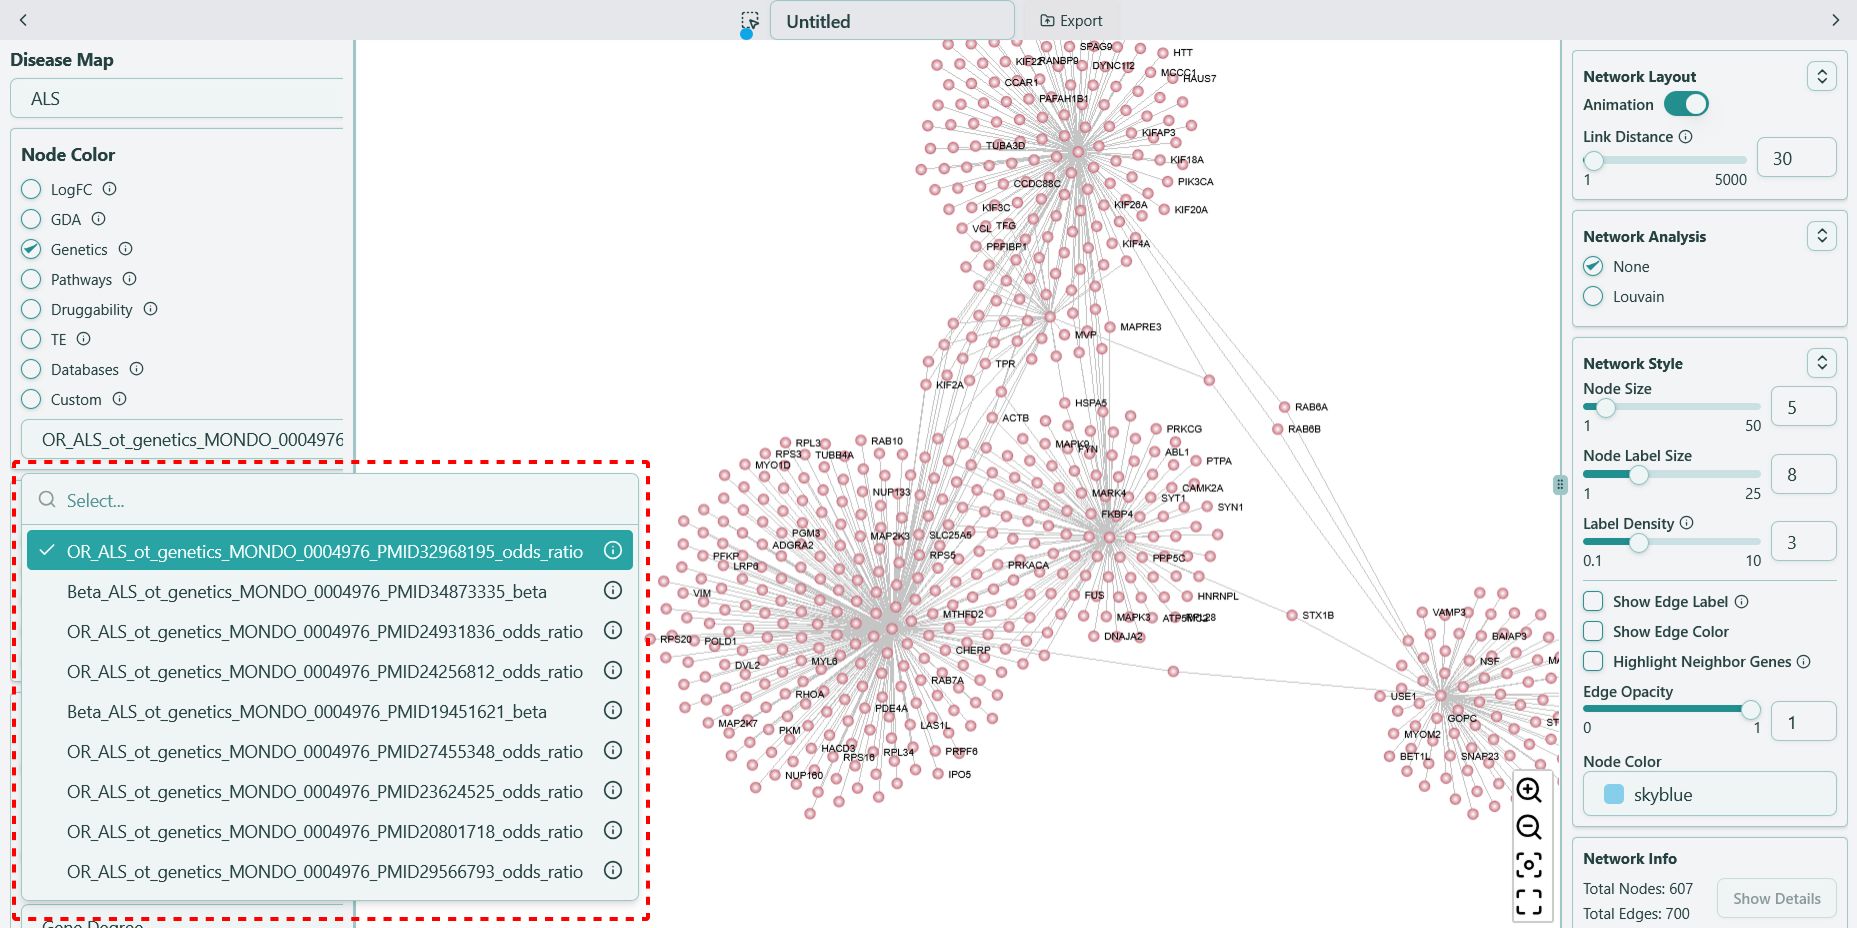 Untitled
Export
Disease Map
ALS
Node Color
LogFC
GDA
Genetics
Pathways
Druggability
TE
Databases
Custom
OR_ALS_ot_genetics_MONDO_0004976
Select...
OR_ALS_ot_genetics_MONDO_0004976_PMID32968195_odds_ratio
Beta_ALS_ot_genetics_MONDO_0004976_PMID34873335_beta
OR_ALS_ot_genetics_MONDO_0004976_PMID24931836_odds_ratio
OR_ALS_ot_genetics_MONDO_0004976_PMID24256812_odds_ratio
Beta_ALS_ot_genetics_MONDO_0004976_PMID19451621_beta
OR_ALS_ot_genetics_MONDO_0004976_PMID27455348_odds_ratio
OR_ALS_ot_genetics_MONDO_0004976_PMID23624525_odds_ratio
OR_ALS_ot_genetics_MONDO_0004976_PMID20801718_odds_ratio
OR_ALS_ot_genetics_MONDO_0004976_PMID29566793_odds_ratio
Gene Degree
SPAG9
HTT
KIF22
RANBP9
DYNC1I2
MCCC1
HAUS7
CCAR1
PAFAH1B1
KIFAP3
TUBA3D
KIF18A
CCDC88C
PIK3CA
KIF3C
KIF26A
KIF20A
VCL
TFG
PPFIBP1
KIF4A
MAPRE3
MVP
TPR
KIF2A
HSPA5
ACTB
RAB6A
RAB6B
PRKCG
RPL3
RAB10
MAPK9
FYN
ABL1
RPS3
TUBB4A
MYO1D
PTPA
NUP133
MARK4
CAMK2A
SYT1
SYN1
FKBP4
PGM3
MAP2K3
SLC25A5
ADGRA2
PFKP
RPS5
PPP5C
LRP6
PRKACA
VIM
FUS
HNRNPL
MTHFD2
MAPK3
RPL28
STX1B
RPS20
POLD1
DNAJA2
CHERP
DVL2
MYL6
RAB7A
RHOA
PDE4A
MAP2K7
PKM
LAS1L
HACD3
RPS16
RPL34
PRPF6
NUP160
IPO5
VAMP3
BAIAP3
NSF
USE1
GOPC
MYOM2
BET1L
SNAP23
Network Layout
Animation
Link Distance
30
1 5000
Network Analysis
None
Louvain
Network Style
Node Size
5
1 50
Node Label Size
8
1 25
Label Density
3
0.1 10
Show Edge Label
Show Edge Color
Highlight Neighbor Genes
Edge Opacity
1
0 1
Node Color
skyblue
Network Info
Total Nodes: 607
Show Details
Total Edges: 700